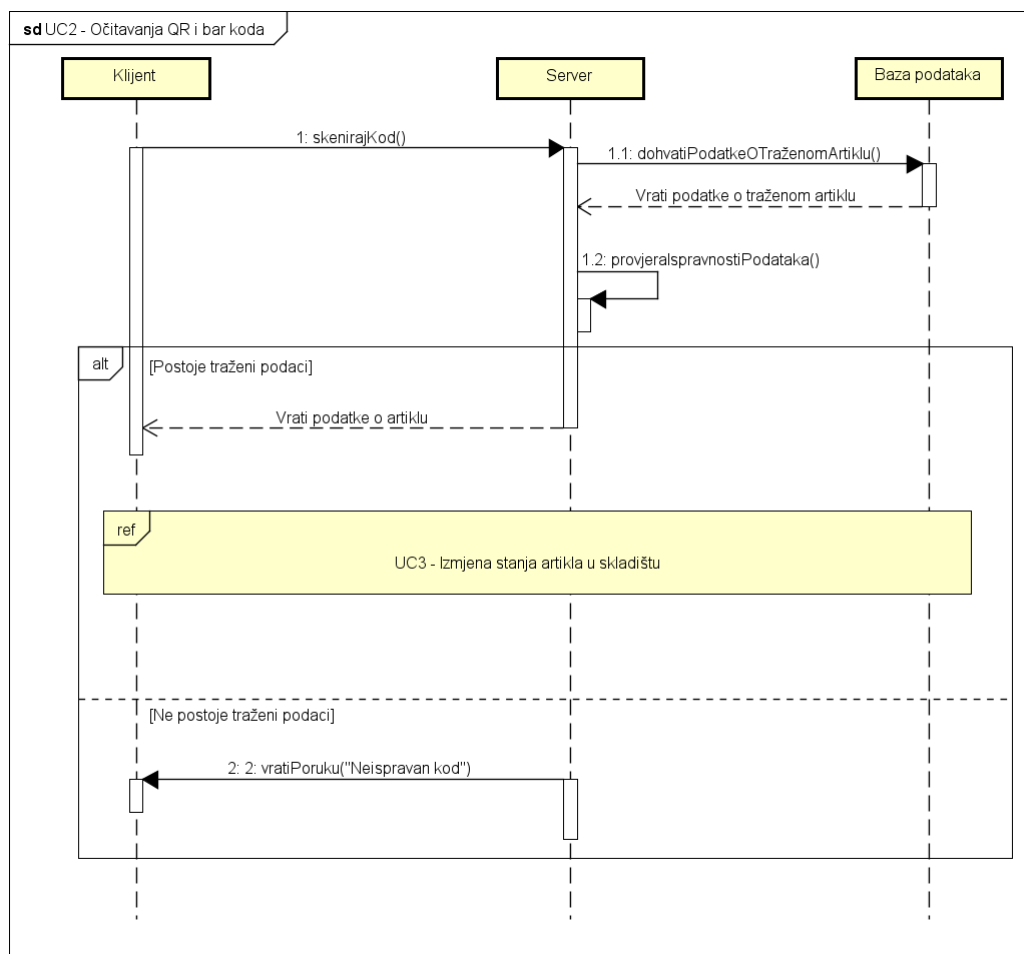 sd UC2 - Očitavanja QR i bar koda
Klijent
Server
Baza podataka
1: skenirajKod()
1.1: dohvatiPodatkeOTraženomArtiklu()
Vrati podatke o traženom artiklu
1.2: provjeraIspravnostiPodataka()
alt
[Postoje traženi podaci]
Vrati podatke o artiklu
ref
UC3 - Izmjena stanja artikla u skladištu
[Ne postoje traženi podaci]
2: 2: vratiPoruku("Neispravan kod")